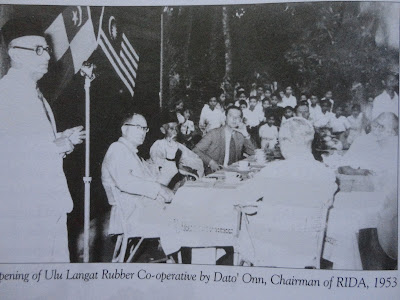 pening of Ulu Langat Rubber Co-operative by Dato' Onn, Chairman of RIDA, 1953